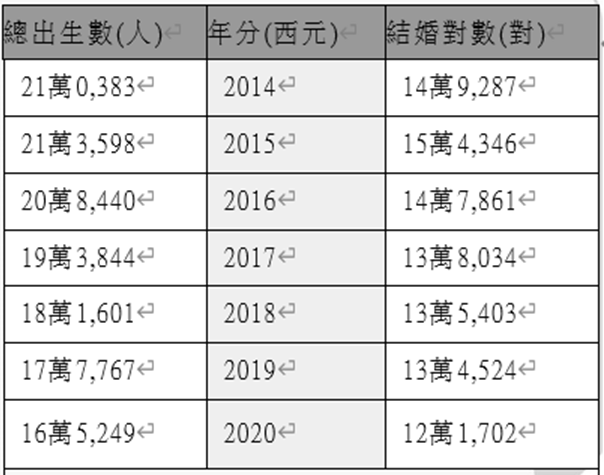 總出生數(人) 年分(西元) 結婚對數(對)
21萬0,383 2014 14萬9,287
21萬3,598 2015 15萬4,346
20萬8,440 2016 14萬7,861
19萬3,844 2017 13萬8,034
18萬1,601 2018 13萬5,403
17萬7,767 2019 13萬4,524
16萬5,249 2020 12萬1,702